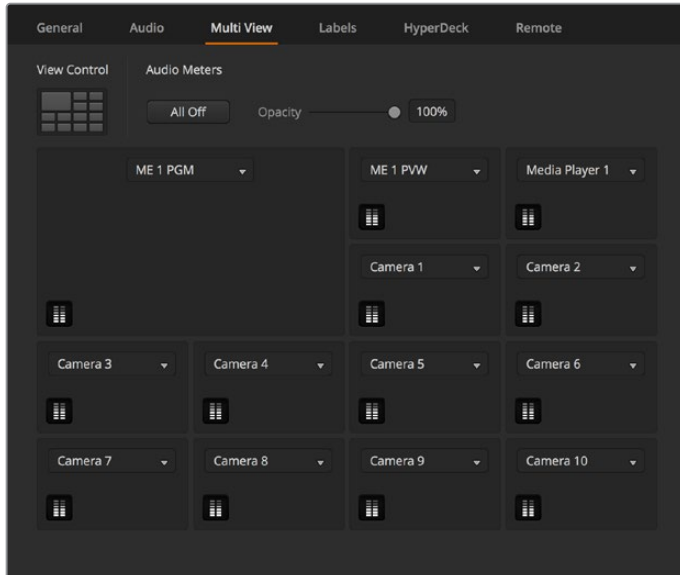 General Audio Multi View Labels HyperDeck Remote
View Control Audio Meters
All Off Opacity 100%
ME 1 PGM ME 1 PVW Media Player 1
Camera 1 Camera 2
Camera 3 Camera 4 Camera 5 Camera 6
Camera 7 Camera 8 Camera 9 Camera 10